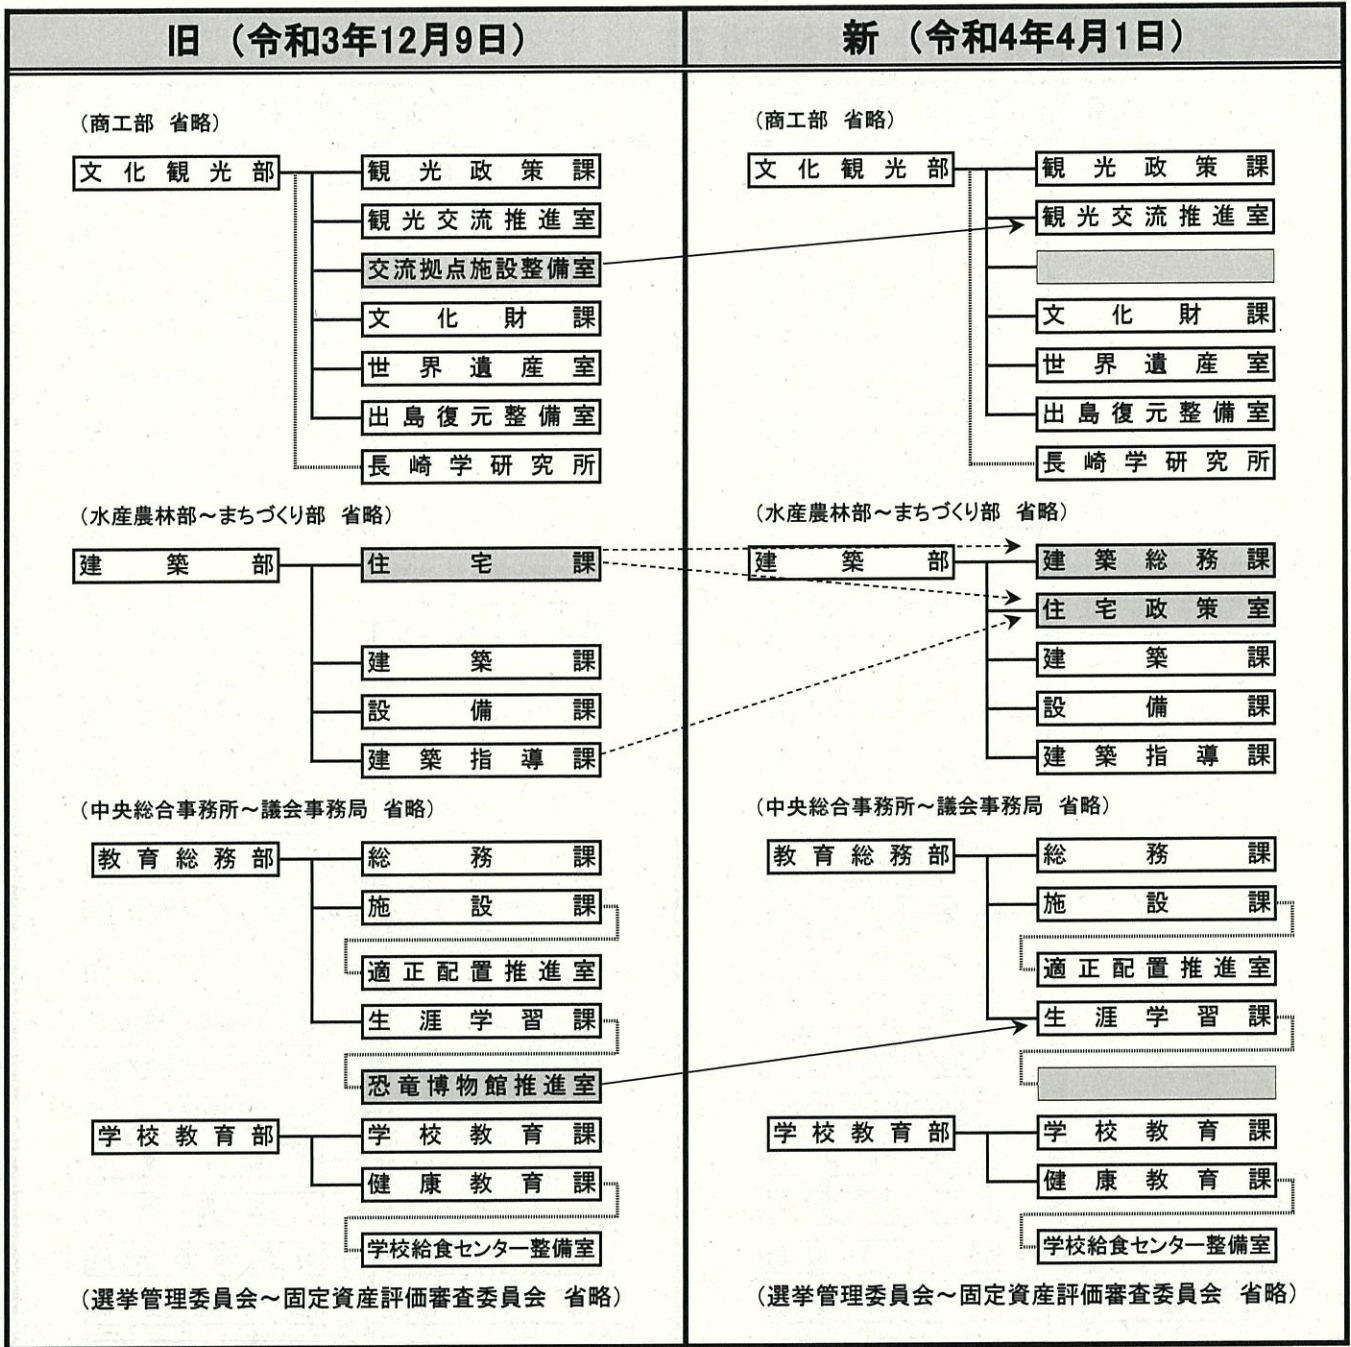 旧 （令和3年12月9日）
（商工部 省略）
文化観光部
観光政策課
観光交流推進室
交流拠点施設整備室
文化財課
世界遺産室
出島復元整備室
長崎学研究所
（水産農林部～まちづくり部 省略）
建築部
住宅課
建築課
設備課
建築指導課
（中央総合事務所～議会事務局 省略）
教育総務部
総務課
施設課
適正配置推進室
生涯学習課
恐竜博物館推進室
学校教育部
学校教育課
健康教育課
学校給食センター整備室
（選挙管理委員会～固定資産評価審査委員会 省略）
新 （令和4年4月1日）
（商工部 省略）
文化観光部
観光政策課
観光交流推進室
文化財課
世界遺産室
出島復元整備室
長崎学研究所
（水産農林部～まちづくり部 省略）
建築部
建築総務課
住宅政策室
建築課
設備課
建築指導課
（中央総合事務所～議会事務局 省略）
教育総務部
総務課
施設課
適正配置推進室
生涯学習課
学校教育部
学校教育課
健康教育課
学校給食センター整備室
（選挙管理委員会～固定資産評価審査委員会 省略）